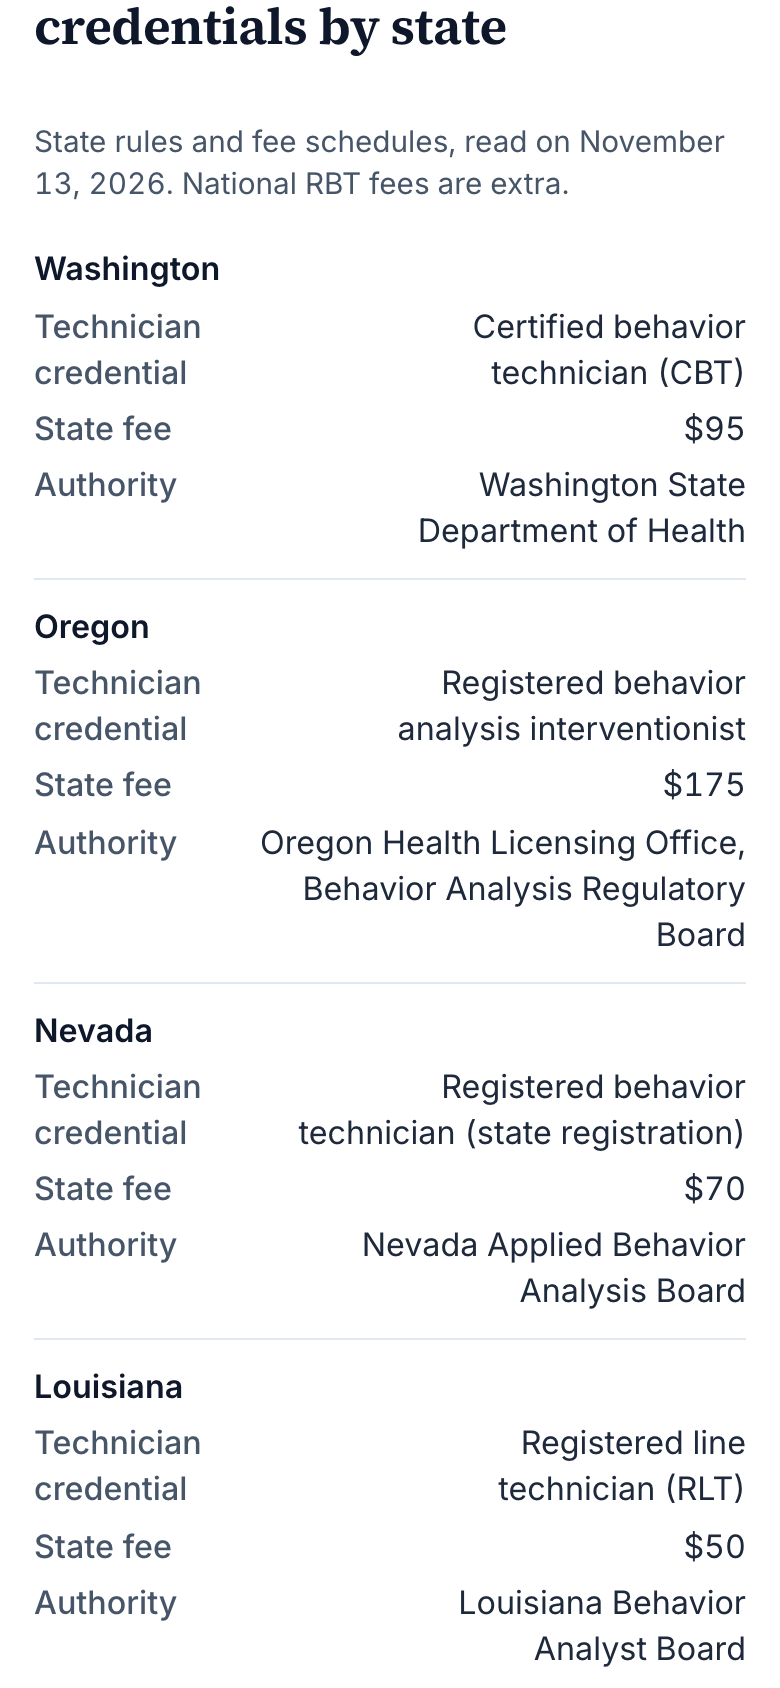 credentials by state
State rules and fee schedules, read on November
13, 2026. National RBT fees are extra.
Washington
Technician credential Certified behavior technician (CBT)
State fee $95
Authority Washington State Department of Health
Oregon
Technician credential Registered behavior analysis interventionist
State fee $175
Authority Oregon Health Licensing Office, Behavior Analysis Regulatory Board
Nevada
Technician credential Registered behavior technician (state registration)
State fee $70
Authority Nevada Applied Behavior Analysis Board
Louisiana
Technician credential Registered line technician (RLT)
State fee $50
Authority Louisiana Behavior Analyst Board